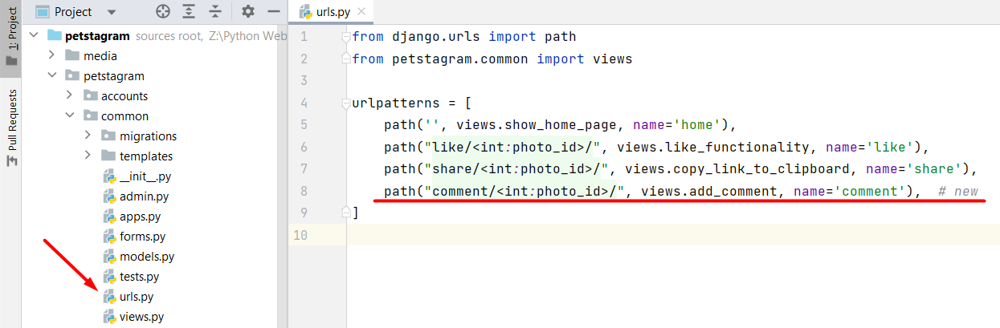 1: Project
Pull Requests
Project
petstagram sources root, Z:\Python Web
media
petstagram
accounts
common
migrations
templates
__init__.py
admin.py
apps.py
forms.py
models.py
tests.py
urls.py
views.py
urls.py
1 from django.urls import path
2 from petstagram.common import views
3
4 urlpatterns = [
5 path('', views.show_home_page, name='home'),
6 path("like/<int:photo_id>/", views.like_functionality, name='like'),
7 path("share/<int:photo_id>/", views.copy_link_to_clipboard, name='share'),
8 path("comment/<int:photo_id>/", views.add_comment, name='comment'), # new
9 ]
10